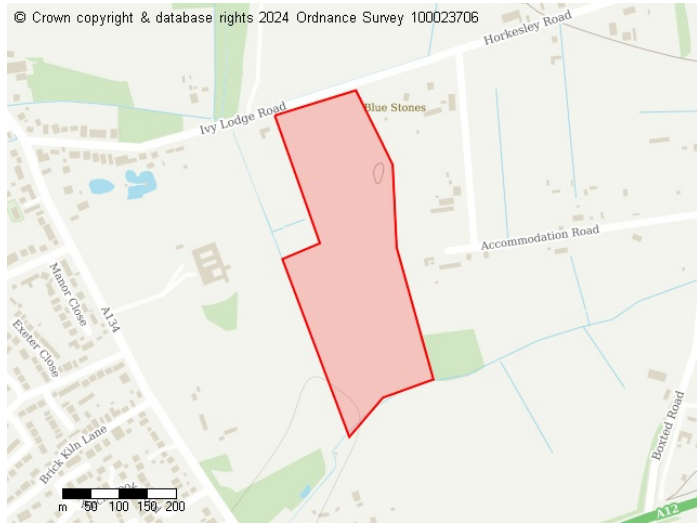 © Crown copyright & database rights 2024 Ordnance Survey 100023706
Horkesley Road
Blue Stones
Ivy Lodge Road
Accommodation Road
Manor Close
A134
Exeter Close
Boxted Road
Brick Kiln Lane
A12
m 50 100 150 200